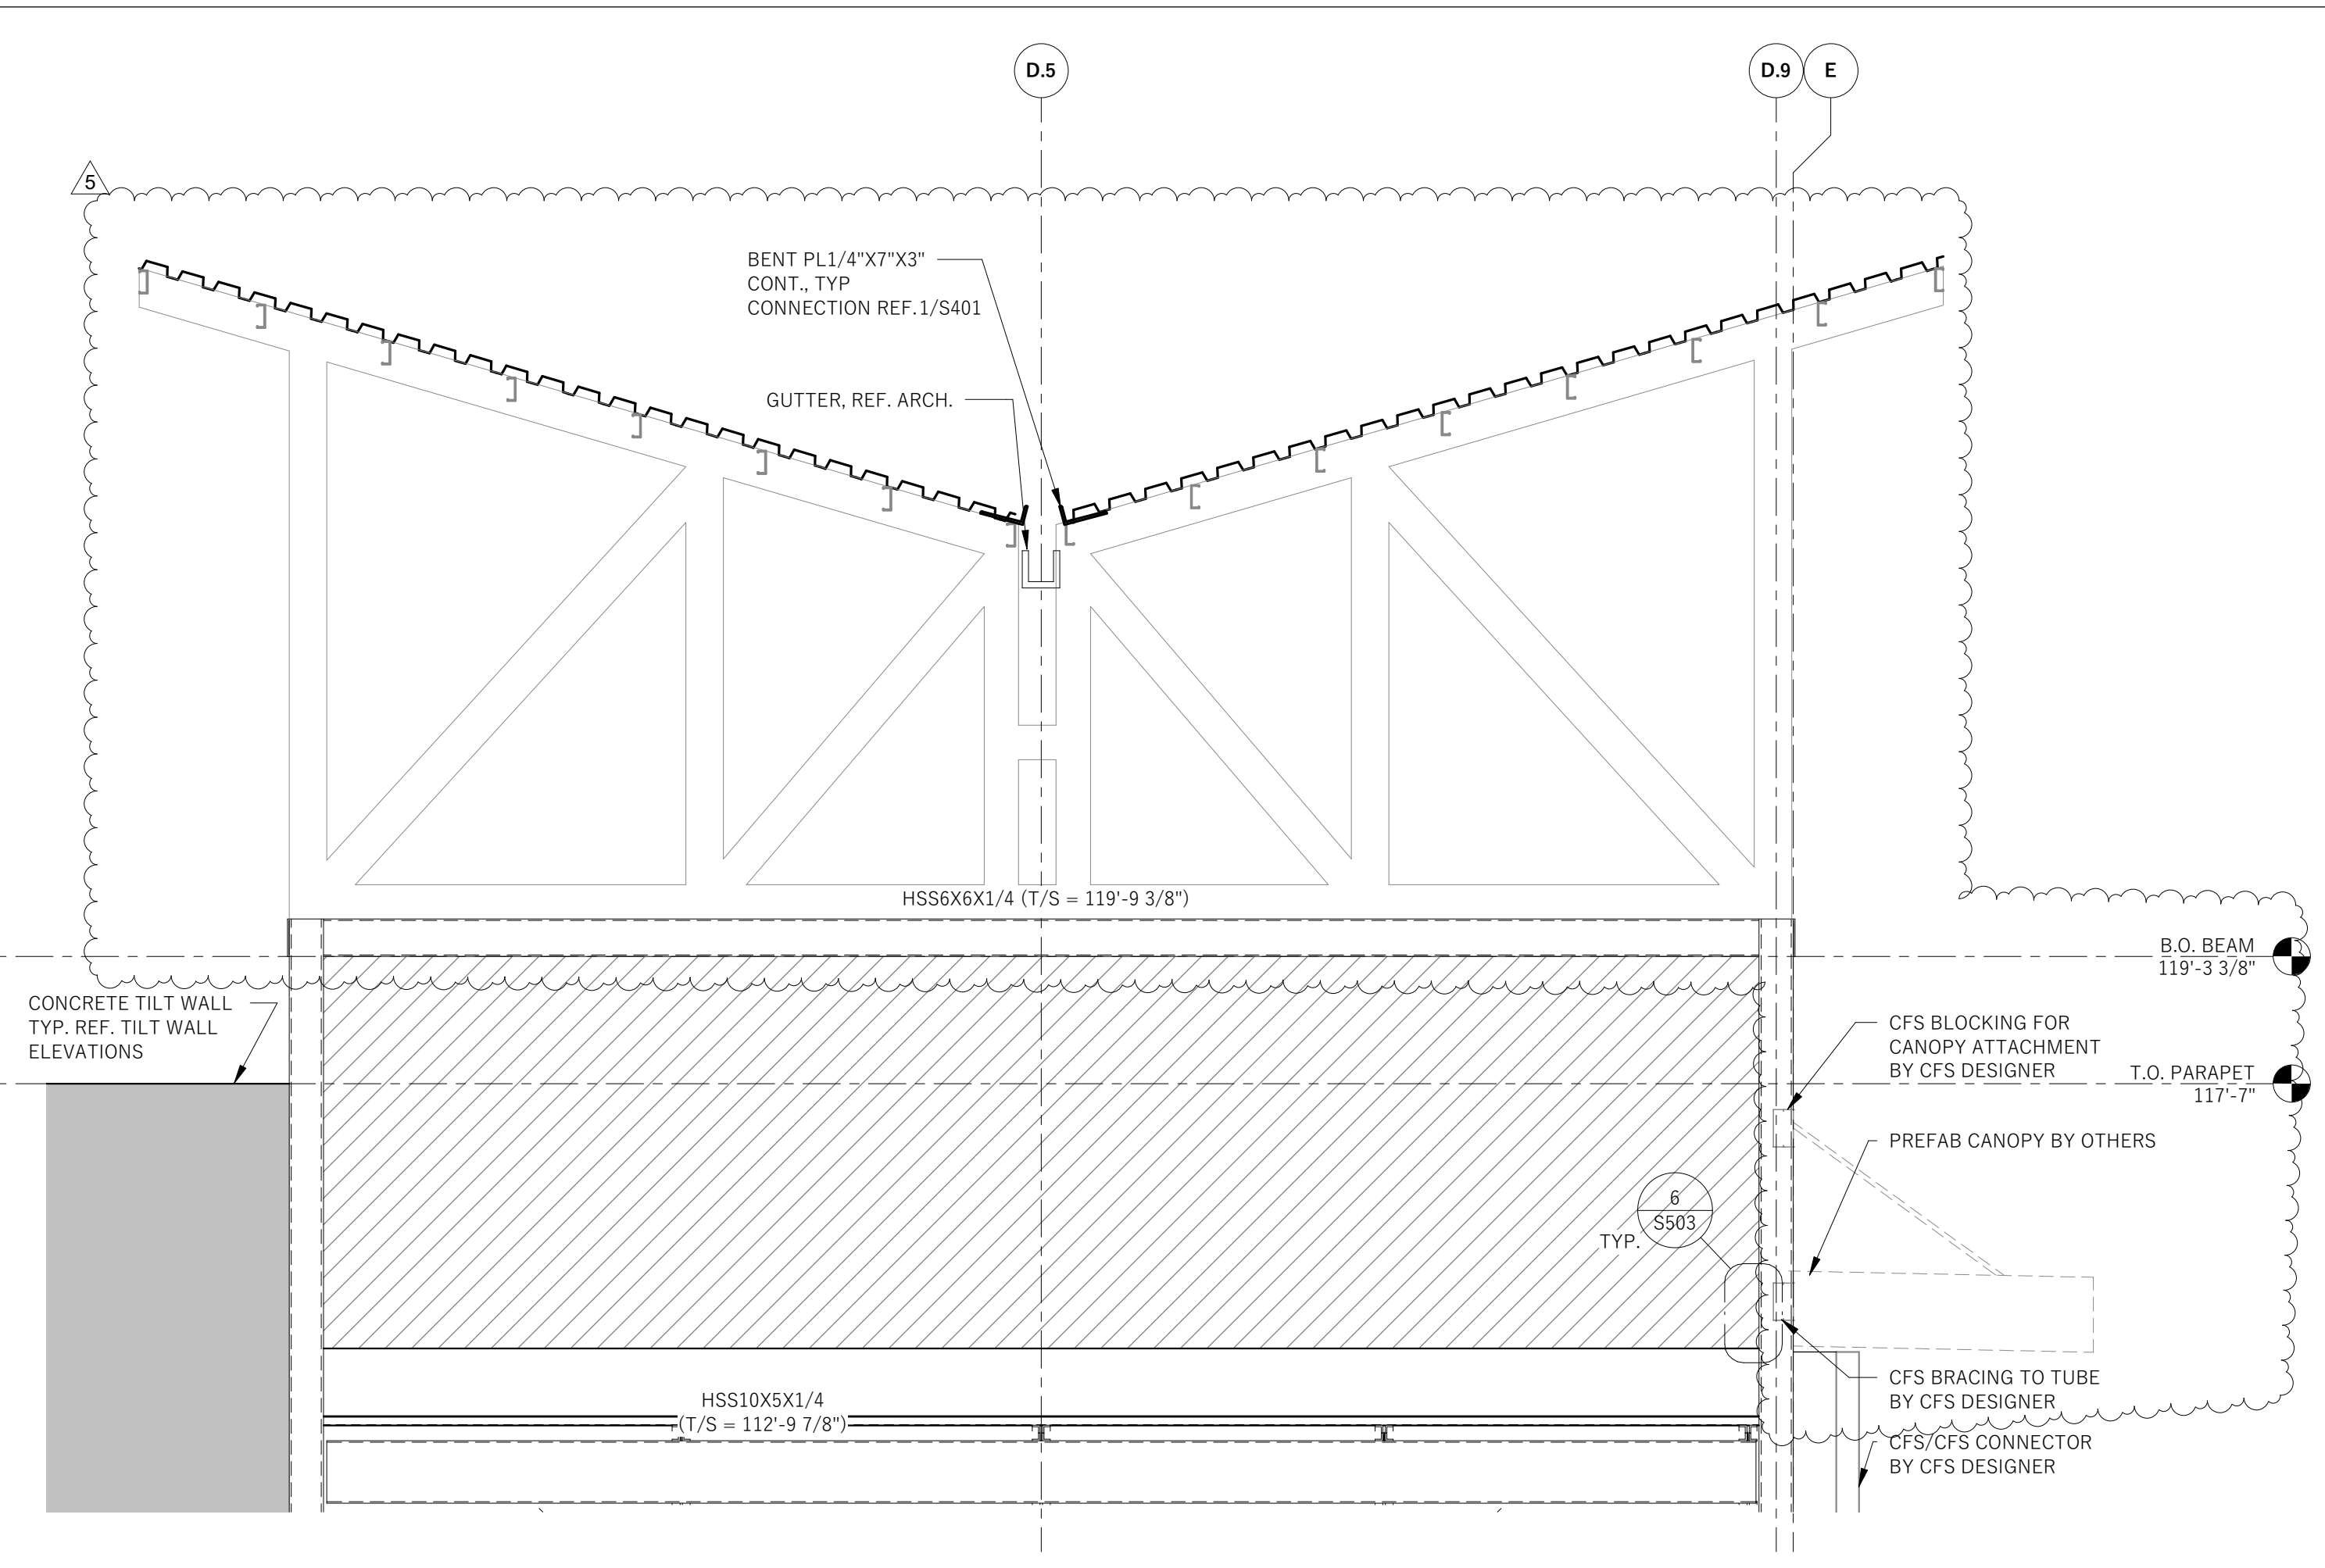 D.5
D.9
E
5
BENT PL1/4"X7"X3"
CONT., TYP
CONNECTION REF.1/S401
GUTTER, REF. ARCH.
HSS6X6X1/4 (T/S = 119'-9 3/8")
B.O. BEAM
119'-3 3/8"
CONCRETE TILT WALL
TYP. REF. TILT WALL
ELEVATIONS
CFS BLOCKING FOR
CANOPY ATTACHMENT
BY CFS DESIGNER
T.O. PARAPET
117'-7"
PREFAB CANOPY BY OTHERS
6
S503
TYP.
CFS BRACING TO TUBE
BY CFS DESIGNER
HSS10X5X1/4
(T/S = 112'-9 7/8")
CFS/CFS CONNECTOR
BY CFS DESIGNER